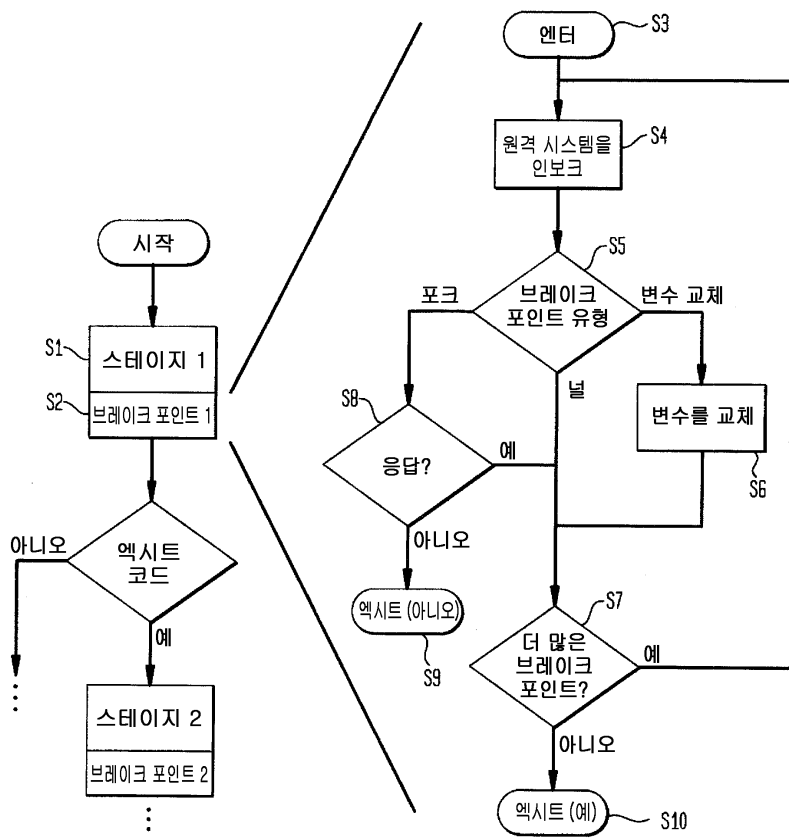 시작
S1
스테이지 1
S2
브레이크 포인트 1
엑시트
코드
아니오
예
스테이지 2
브레이크 포인트 2
엔터
S3
원격 시스템을
인보크
S4
브레이크
포인트 유형
S5
포크
변수 교체
널
변수를 교체
S6
S8
응답?
예
아니오
엑시트 (아니오)
S9
S7
더 많은
브레이크
포인트?
예
아니오
엑시트 (예)
S10